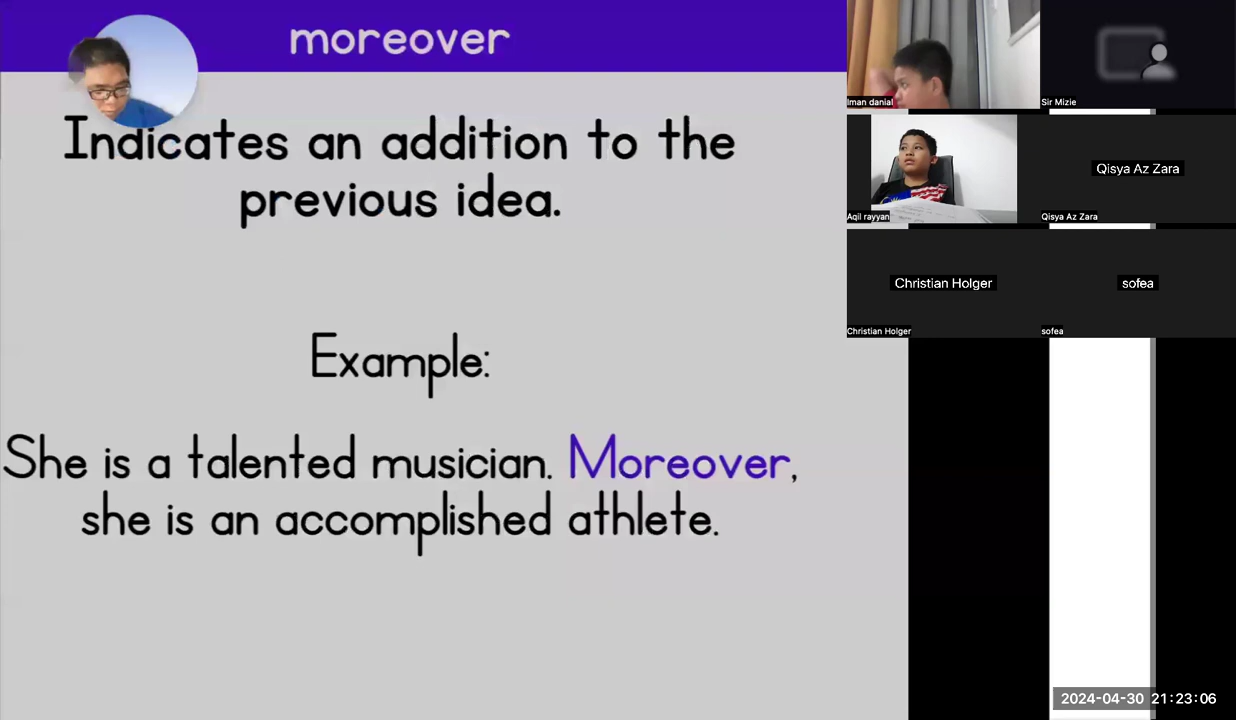 moreover
Indicates an addition to the
previous idea.
Example:
She is a talented musician. Moreover,
she is an accomplished athlete.
Iman danial
Sir Mizie
Aqil rayyan
Qisya Az Zara
Qisya Az Zara
Christian Holger
Christian Holger
sofea
sofea
2024-04-30 21:23:06